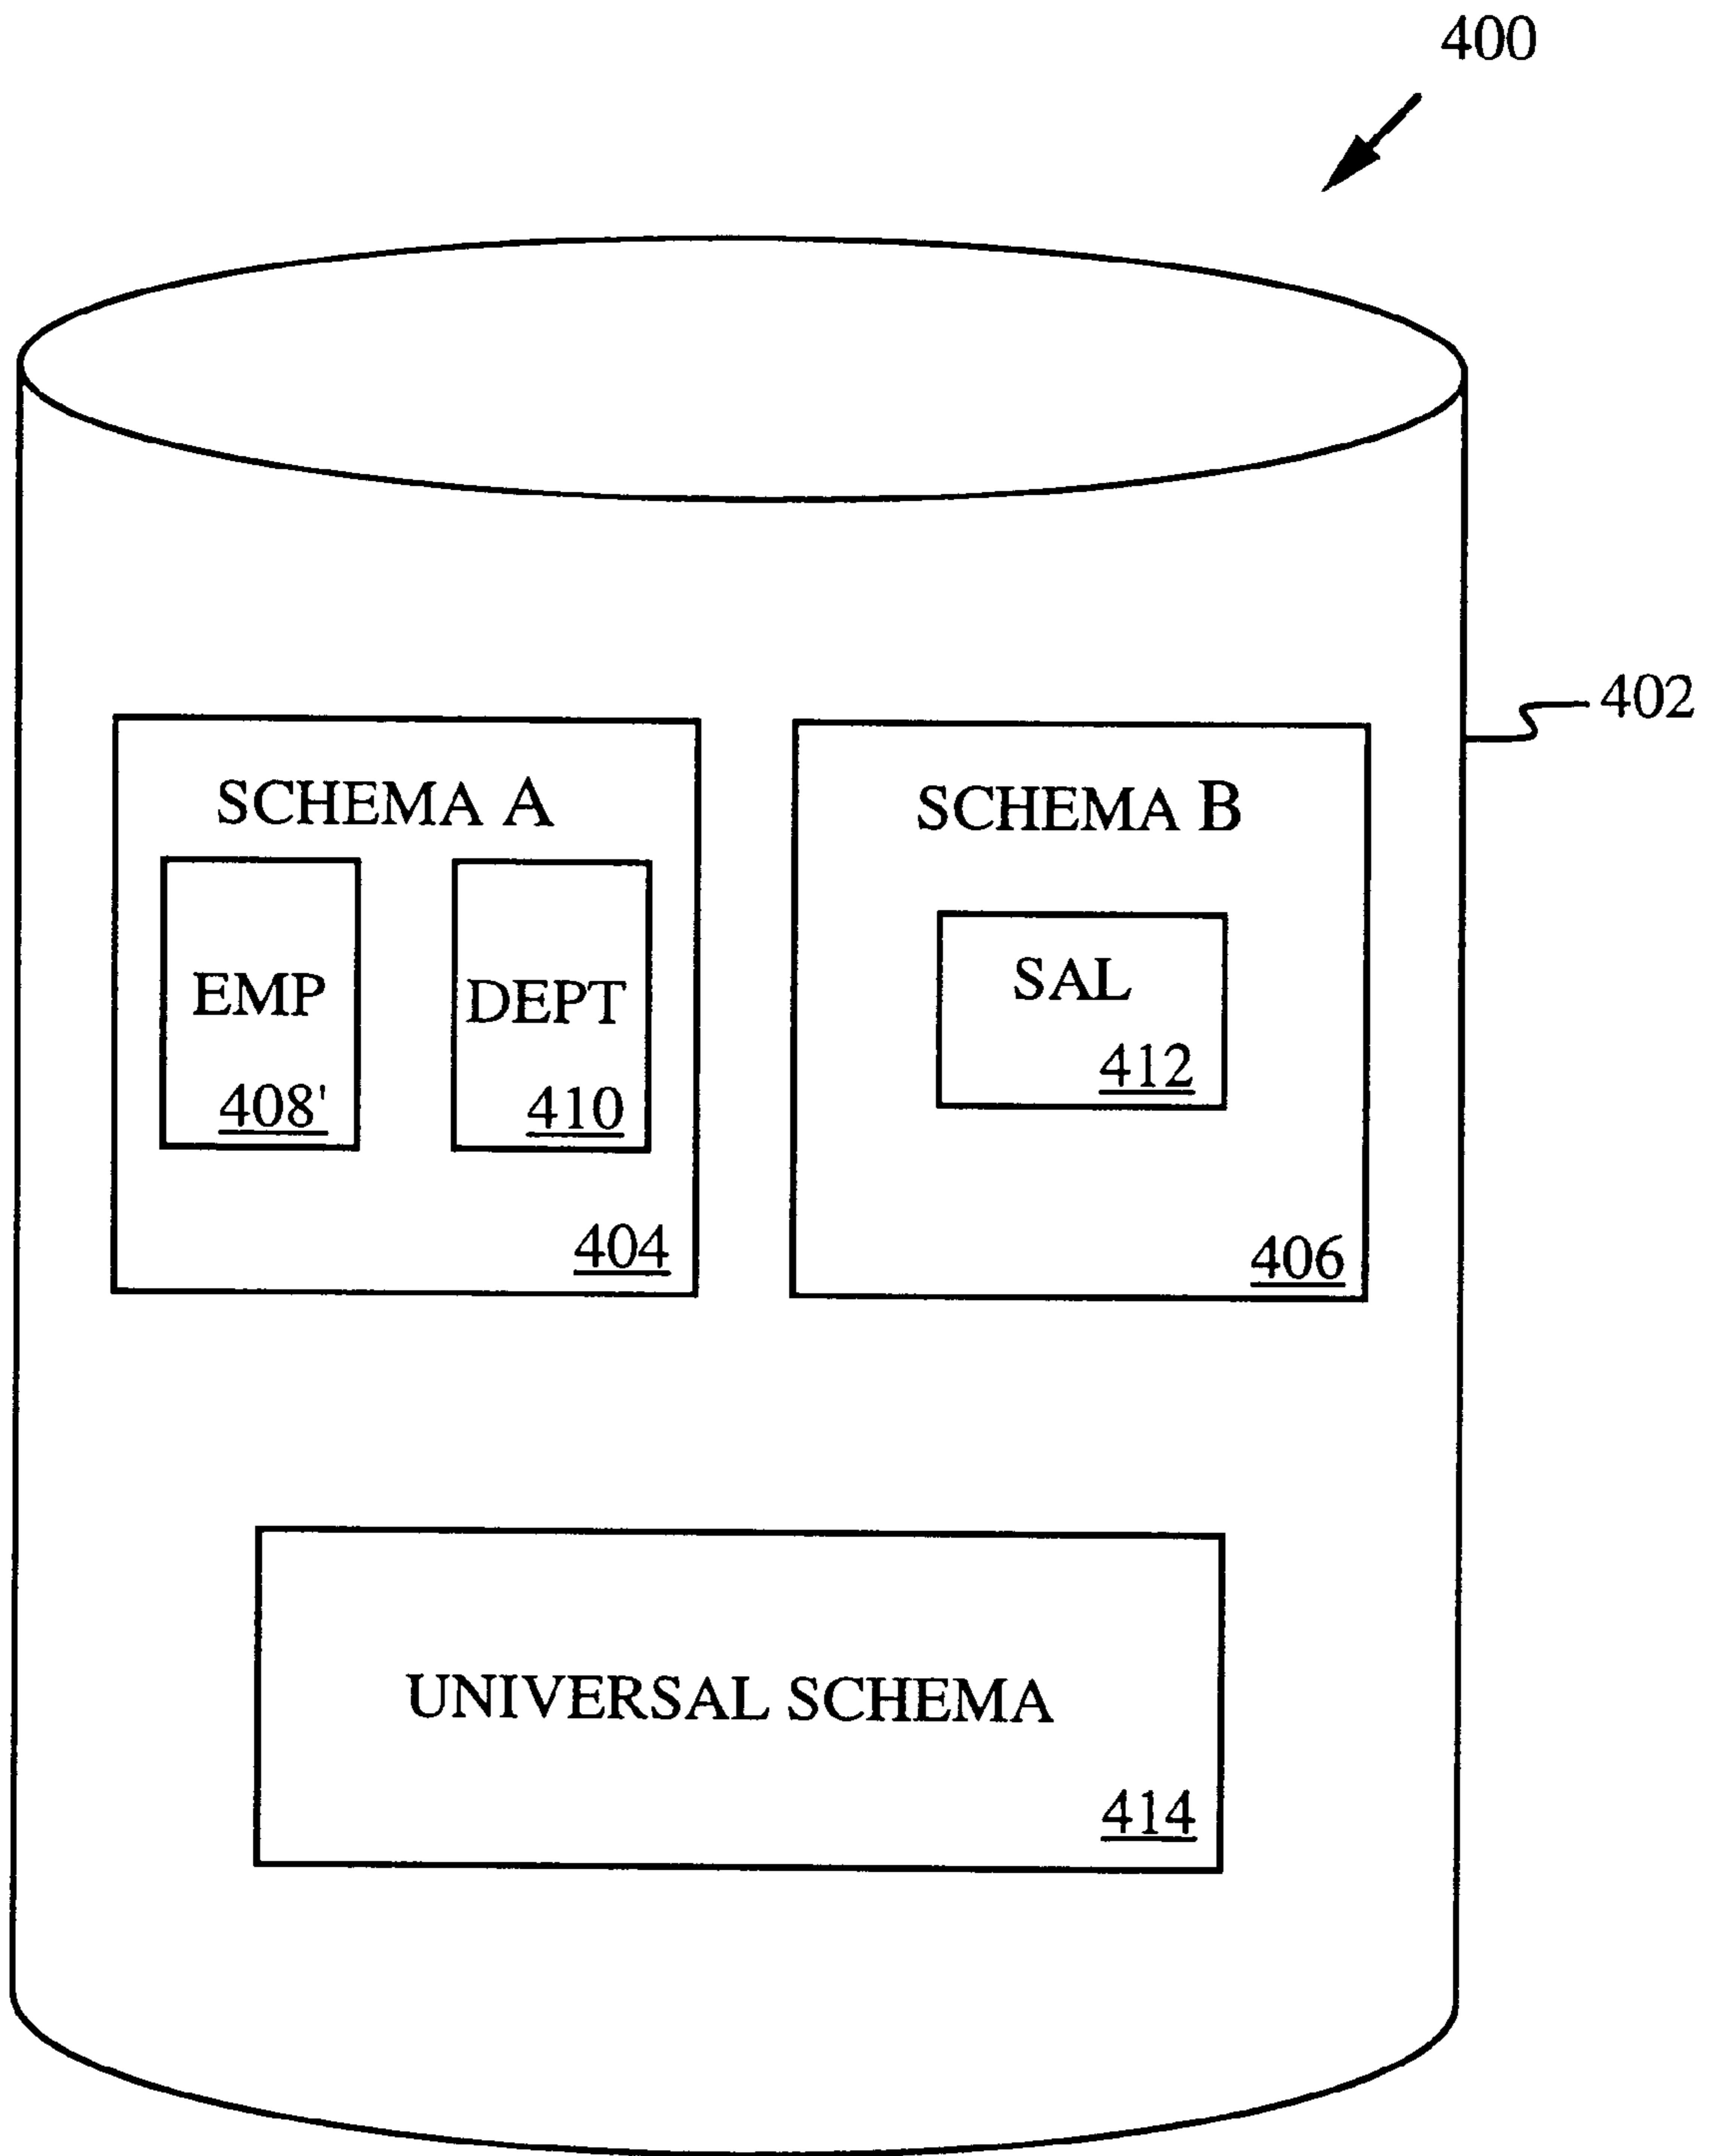 400
402
SCHEMA A
EMP
408'
DEPT
410
404
SCHEMA B
SAL
412
406
UNIVERSAL SCHEMA
414